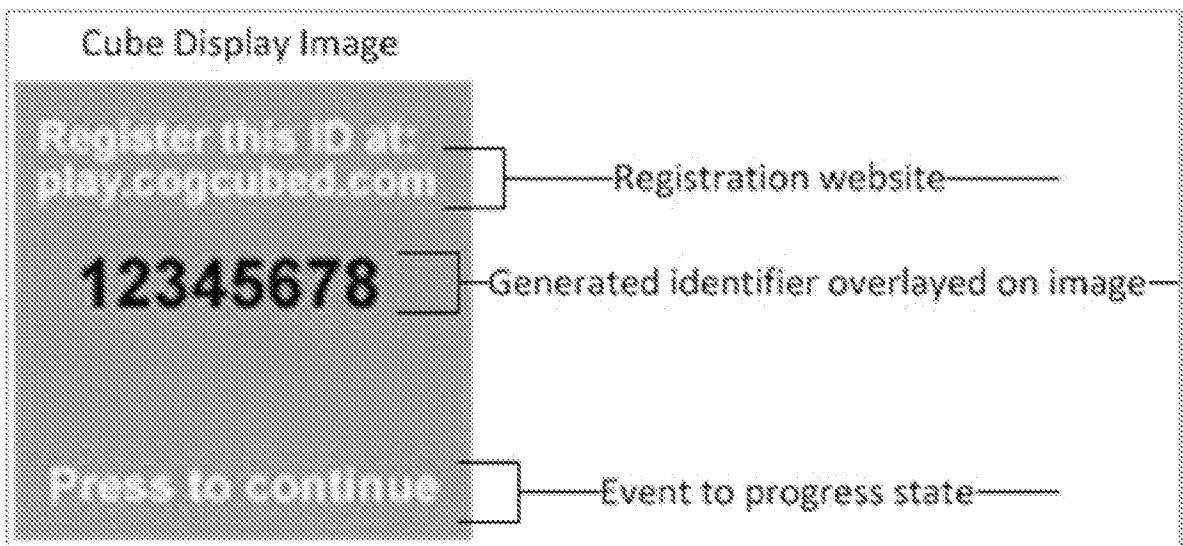 Cube Display Image
Register this ID at:
play.cogcubed.com
Registration website
12345678
Generated identifier overlayed on image
Press to continue
Event to progress state